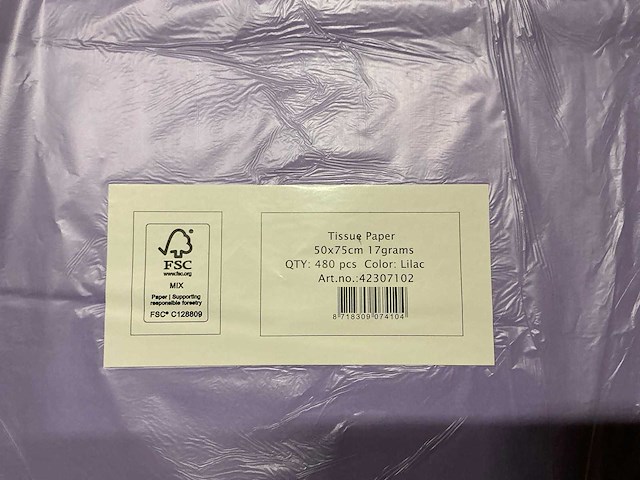 FSC
www.fsc.org
MIX
Paper | Supporting
responsible forestry
FSC® C128809
Tissue Paper
50x75cm 17grams
QTY: 480 pcs Color: Lilac
Art.no.:42307102
8 718309 074104